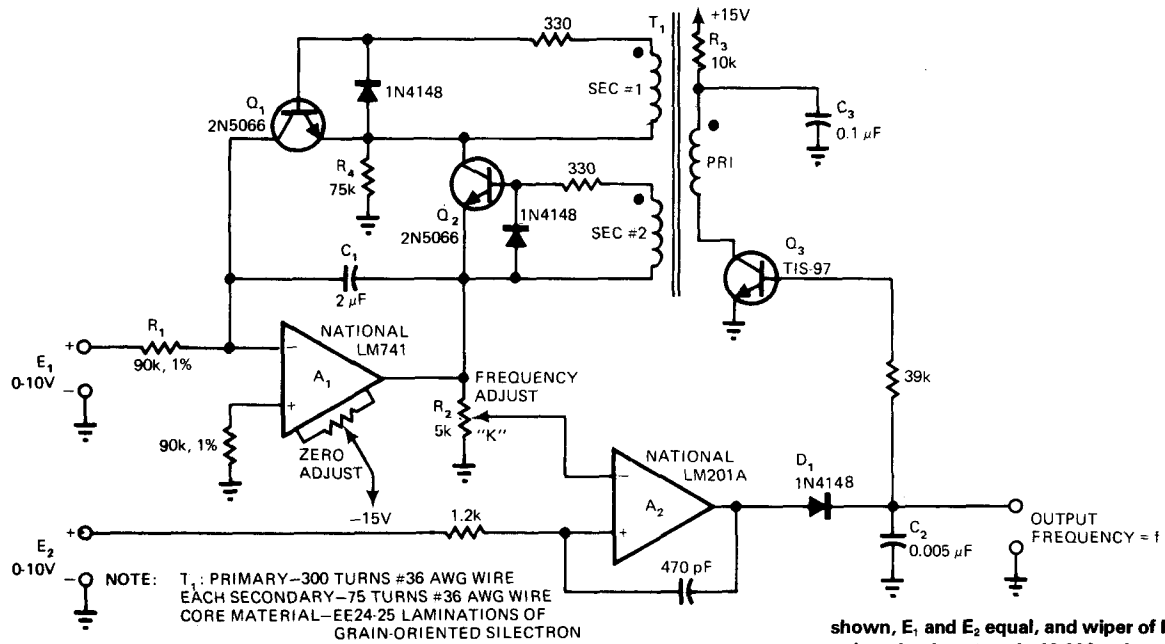 T₁
+15V
R₃
10k
330
1N4148
SEC #1
C₃
0.1 µF
Q₁
2N5066
PRI
R₄
75k
330
Q₂
2N5066
1N4148
SEC #2
Q₃
TIS-97
C₁
2 µF
NATIONAL
LM741
R₁
90k, 1%
E₁
0-10V
+
−
−
+
A₁
FREQUENCY
ADJUST
R₂
5k
"K"
39k
90k, 1%
ZERO
ADJUST
−15V
NATIONAL
LM201A
−
+
A₂
D₁
1N4148
OUTPUT
FREQUENCY = f
C₂
0.005 µF
1.2k
470 pF
E₂
0-10V
+
−
NOTE: T₁: PRIMARY—300 TURNS #36 AWG WIRE
EACH SECONDARY—75 TURNS #36 AWG WIRE
CORE MATERIAL—EE24-25 LAMINATIONS OF
GRAIN-ORIENTED SILECTRON
shown, E₁ and E₂ equal, and wiper of